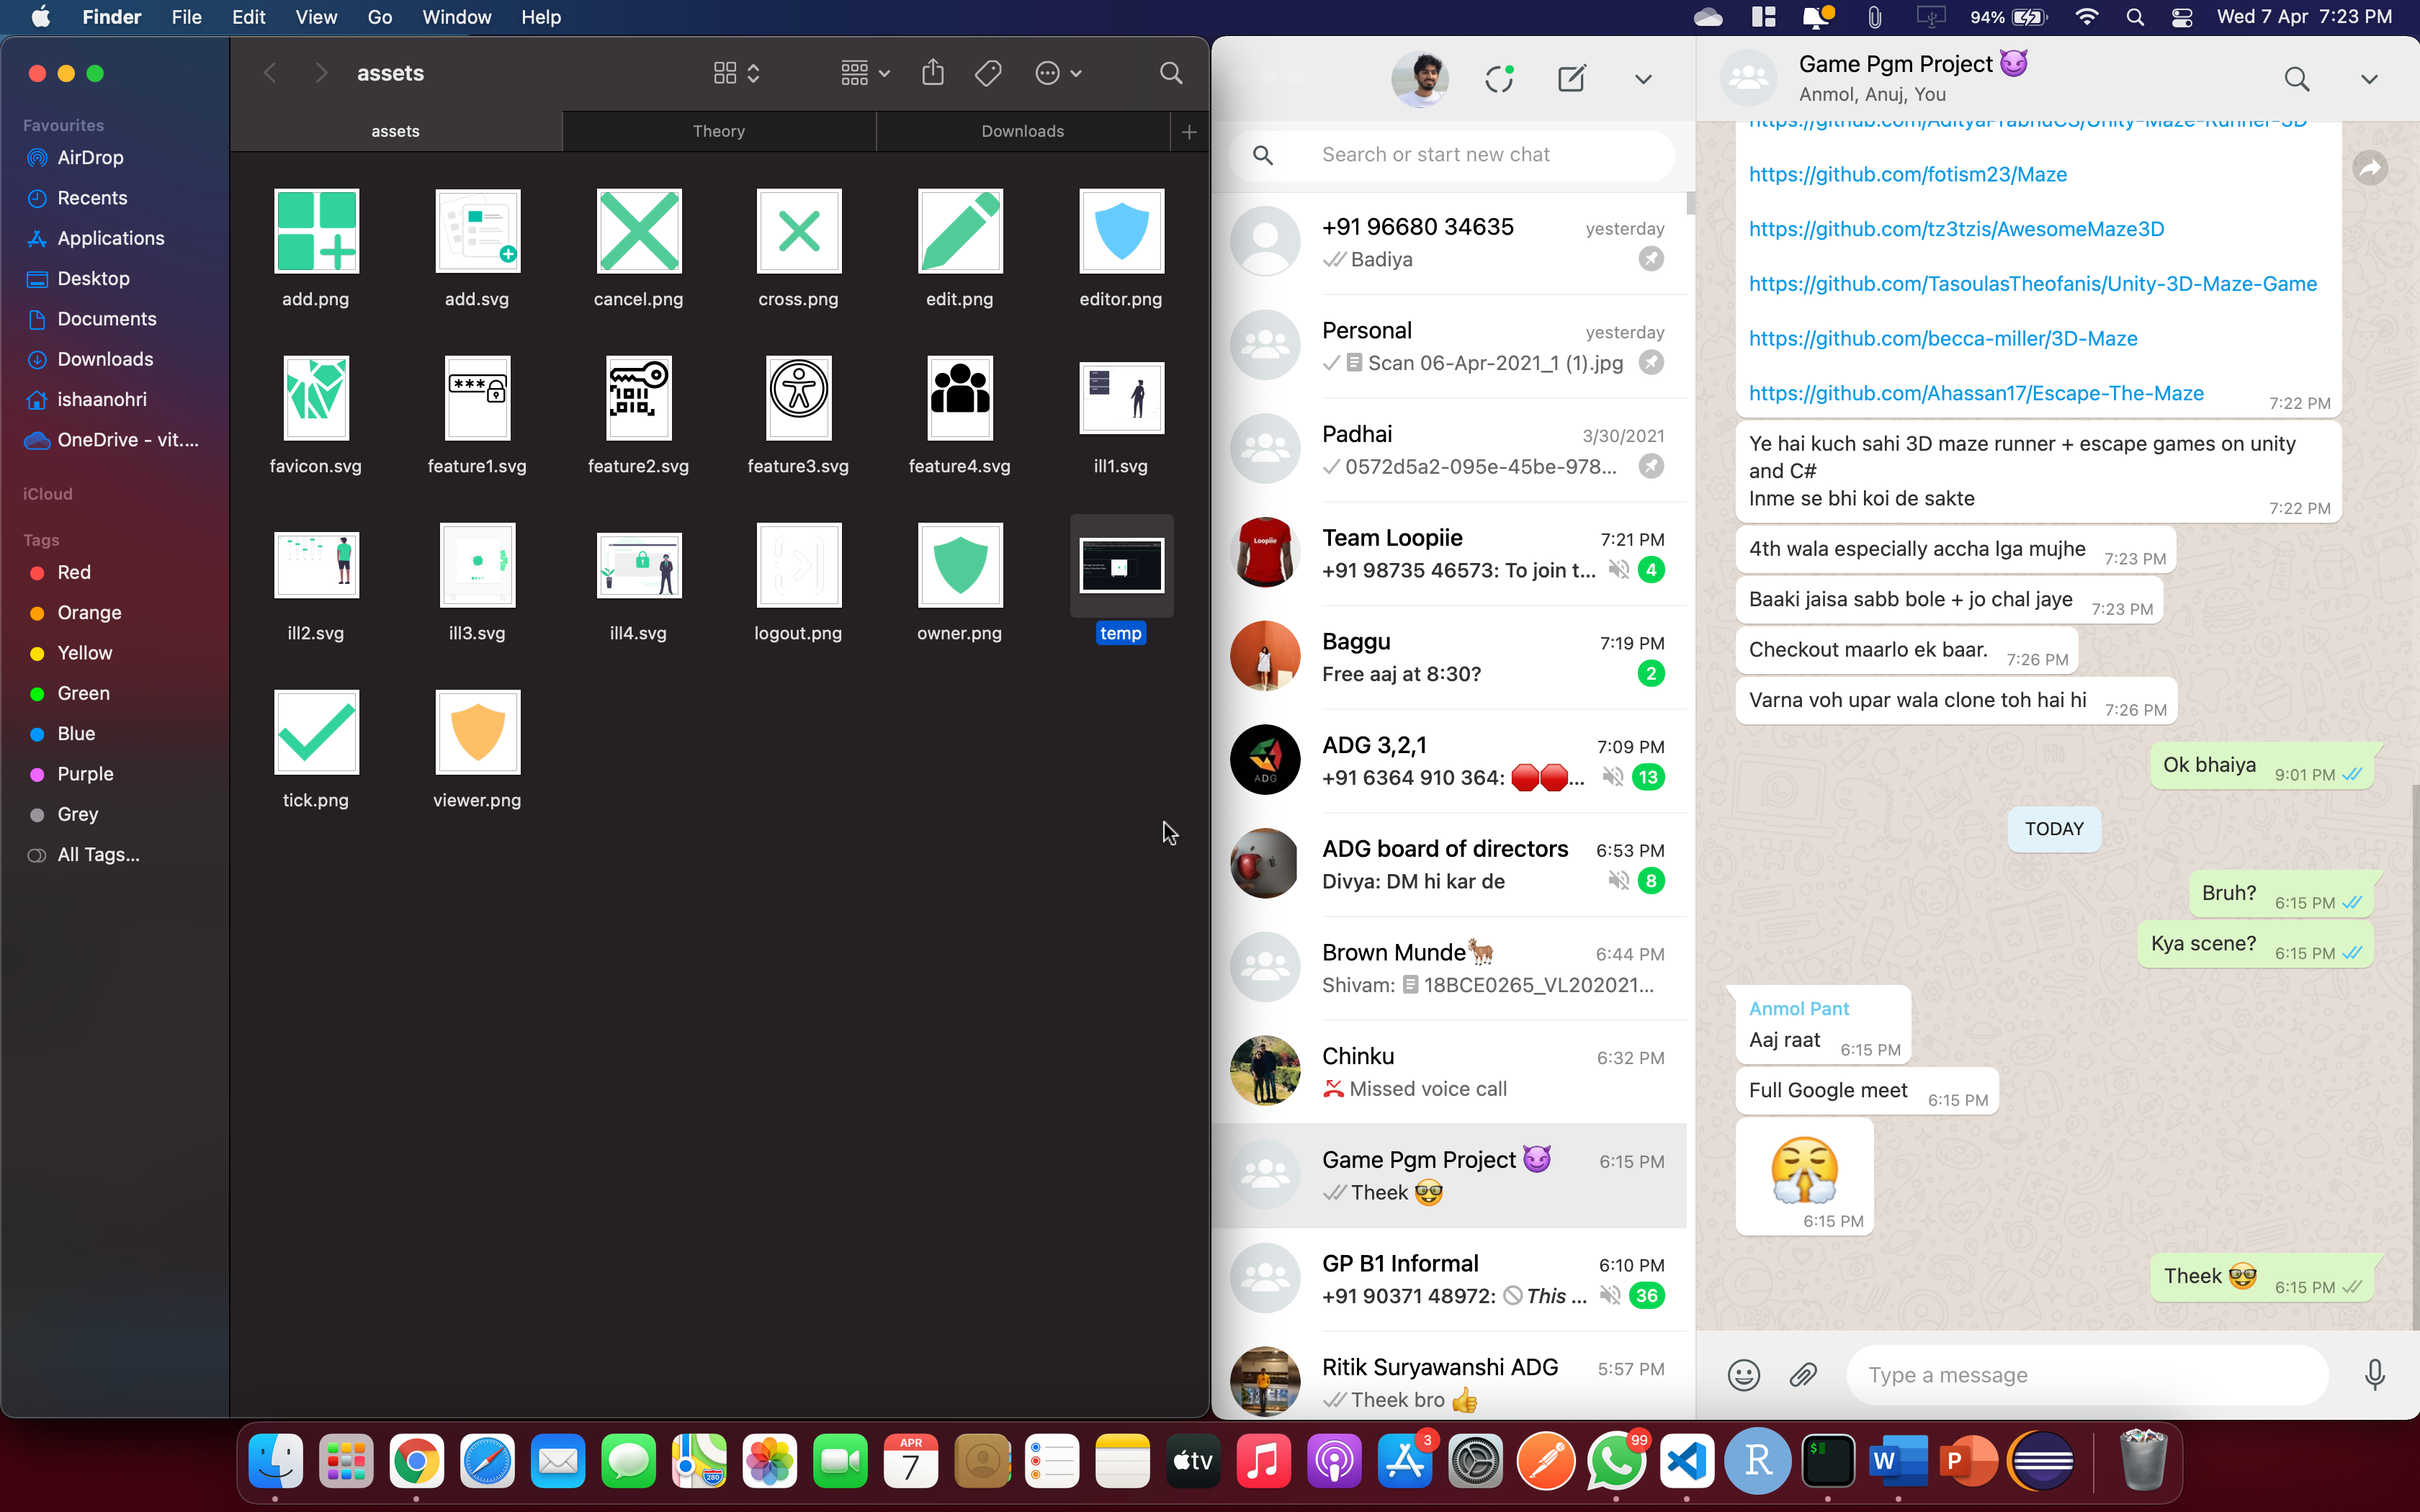 Finder File Edit View Go Window Help
94% Wed 7 Apr 7:23 PM
assets
assets Theory Downloads
Favourites
AirDrop
Recents
Applications
Desktop
Documents
Downloads
ishaanohri
OneDrive - vit....
iCloud
Tags
Red
Orange
Yellow
Green
Blue
Purple
Grey
All Tags...
add.png add.svg cancel.png cross.png edit.png editor.png
favicon.svg feature1.svg feature2.svg feature3.svg feature4.svg ill1.svg
ill2.svg ill3.svg ill4.svg logout.png owner.png temp
tick.png viewer.png
Search or start new chat
+91 96680 34635 yesterday
Badiya
Personal yesterday
Scan 06-Apr-2021_1 (1).jpg
Padhai 3/30/2021
0572d5a2-095e-45be-978...
Loopiie
Team Loopiie 7:21 PM
+91 98735 46573: To join t... 4
Baggu 7:19 PM
Free aaj at 8:30? 2
ADG
ADG 3,2,1 7:09 PM
+91 6364 910 364: 🛑🛑... 13
ADG board of directors 6:53 PM
Divya: DM hi kar de 8
Brown Munde🐐 6:44 PM
Shivam: 18BCE0265_VL202021...
Chinku 6:32 PM
Missed voice call
Game Pgm Project 😈 6:15 PM
Theek 🤓
GP B1 Informal 6:10 PM
+91 90371 48972: This ... 36
Ritik Suryawanshi ADG 5:57 PM
Theek bro 👍
Game Pgm Project 😈
Anmol, Anuj, You
https://github.com/AdityaPrabhuCS/Unity-Maze-Runner-3D
https://github.com/fotism23/Maze
https://github.com/tz3tzis/AwesomeMaze3D
https://github.com/TasoulasTheofanis/Unity-3D-Maze-Game
https://github.com/becca-miller/3D-Maze
https://github.com/Ahassan17/Escape-The-Maze 7:22 PM
Ye hai kuch sahi 3D maze runner + escape games on unity
and C#
Inme se bhi koi de sakte 7:22 PM
4th wala especially accha lga mujhe 7:23 PM
Baaki jaisa sabb bole + jo chal jaye 7:23 PM
Checkout maarlo ek baar. 7:26 PM
Varna voh upar wala clone toh hai hi 7:26 PM
Ok bhaiya 9:01 PM
TODAY
Bruh? 6:15 PM
Kya scene? 6:15 PM
Anmol Pant
Aaj raat 6:15 PM
Full Google meet 6:15 PM
😤
6:15 PM
Theek 🤓 6:15 PM
Type a message
APR
7
280
tv
3
99
R
$
W
P